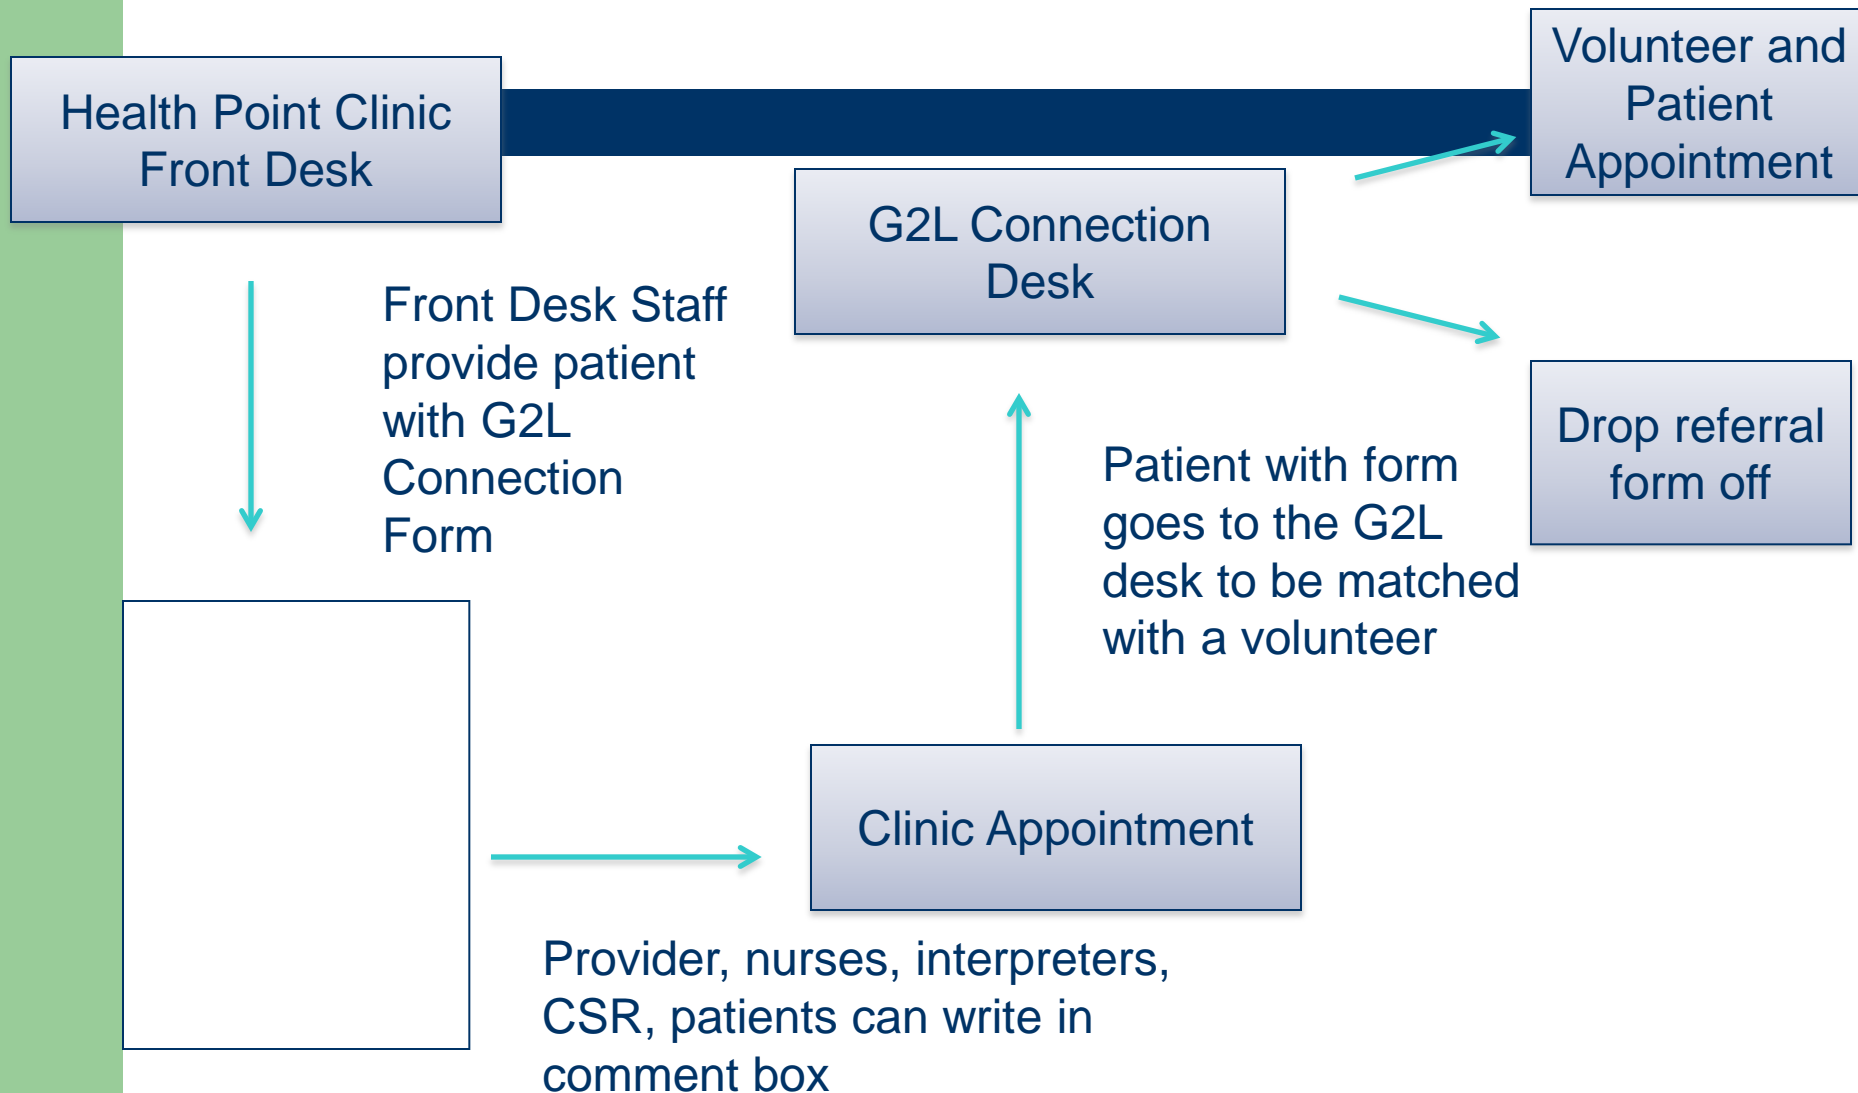 Health Point Clinic
Front Desk
Front Desk Staff
provide patient
with G2L
Connection
Form
Provider, nurses, interpreters,
CSR, patients can write in
comment box
Clinic Appointment
Patient with form
goes to the G2L
desk to be matched
with a volunteer
G2L Connection
Desk
Volunteer and
Patient
Appointment
Drop referral
form off